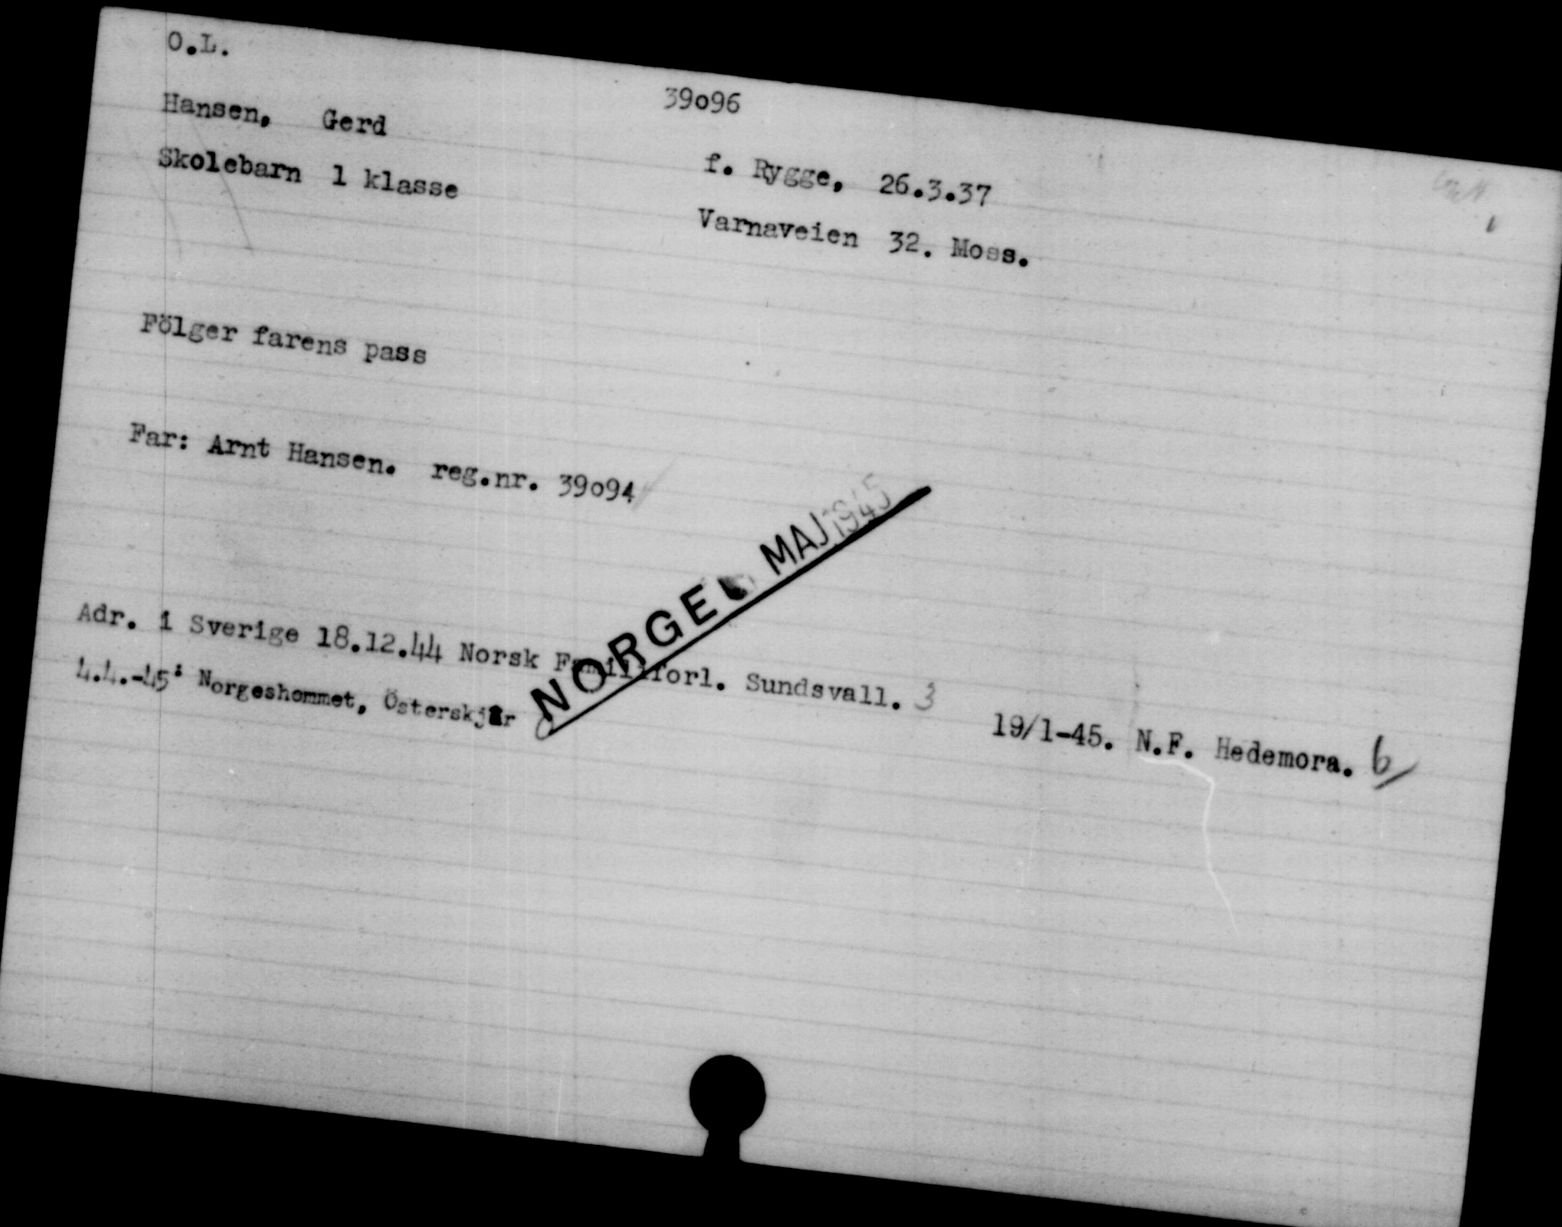 O.L.
39o96
Hansen, Gerd
f. Rygge, 26.3.37
Skolebarn 1 klasse
Varnaveien 32. Moss.
Fölger farens pass
Far: Arnt Hansen. reg.nr. 39o94
NORGE MAJ 1945
Adr. i Sverige 18.12.44 Norsk Familiforl. Sundsvall. 3
19/1-45. N.F. Hedemora. 6
4.4.-45: Norgeshemmet, Österskjär